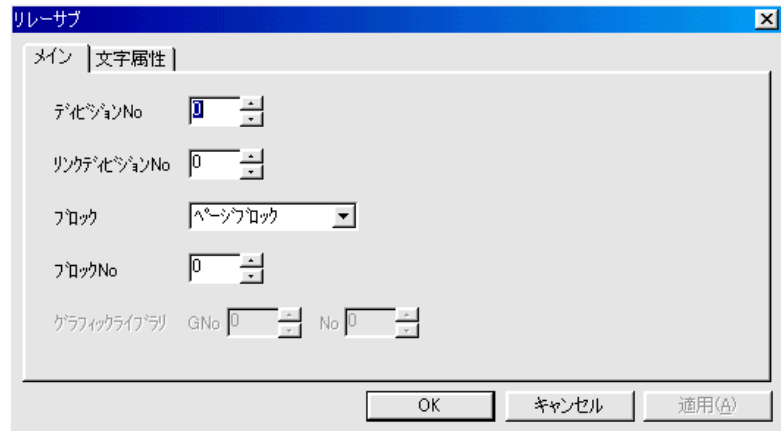 リレーサブ
メイン 文字属性
ﾃﾞｨﾋﾞｼﾞｮﾝNo 0
ﾘﾝｸﾃﾞｨﾋﾞｼﾞｮﾝNo 0
ﾌﾞﾛｯｸ ﾍﾟｰｼﾞﾌﾞﾛｯｸ
ﾌﾞﾛｯｸNo 0
ｸﾞﾗﾌｨｯｸﾗｲﾌﾞﾗﾘ GNo 0 No 0
OK キャンセル 適用(A)